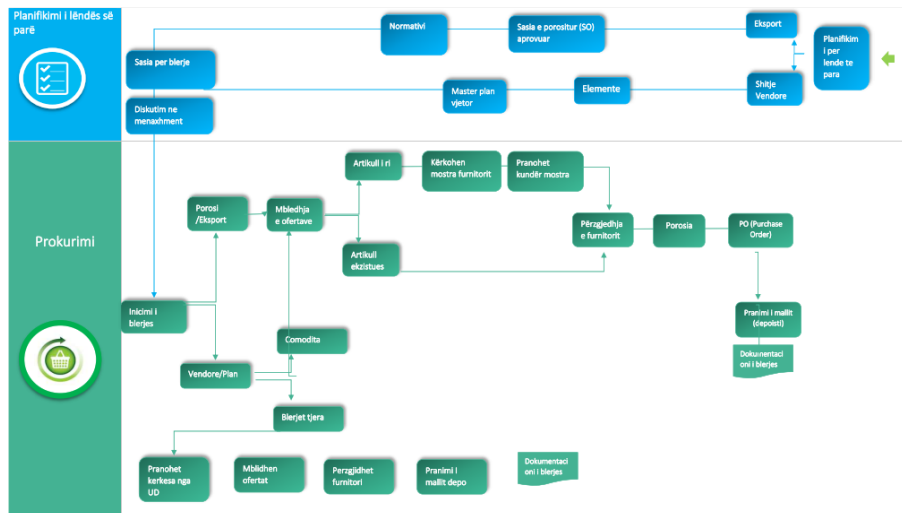 Planifikimi i lëndës së
parë
Normativi
Sasia e porositur (SO)
aprovuar
Eksport
Planifikim
i per
lende te
para
Sasia per blerje
Master plan
vjetor
Elemente
Shitje
Vendore
Diskutim ne
menaxhment
Prokurimi
Artikull i ri
Kërkohen
mostra furnitorit
Pranohet
kundër mostra
Porosi
/Eksport
Mbledhja
e ofertave
Përzgjedhja
e furnitorit
Porosia
PO (Purchase
Order)
Artikull
ekzistues
Inicimi i
blerjes
Pranimi i mallit
(depoisti)
Comodita
Dokumentaci
oni i blerjes
Vendore/Plan
Blerjet tjera
Pranohet
kerkesa nga
UD
Mblidhen
ofertat
Perzgjidhet
furnitori
Pranimi i
mallit depo
Dokumentaci
oni i blerjes